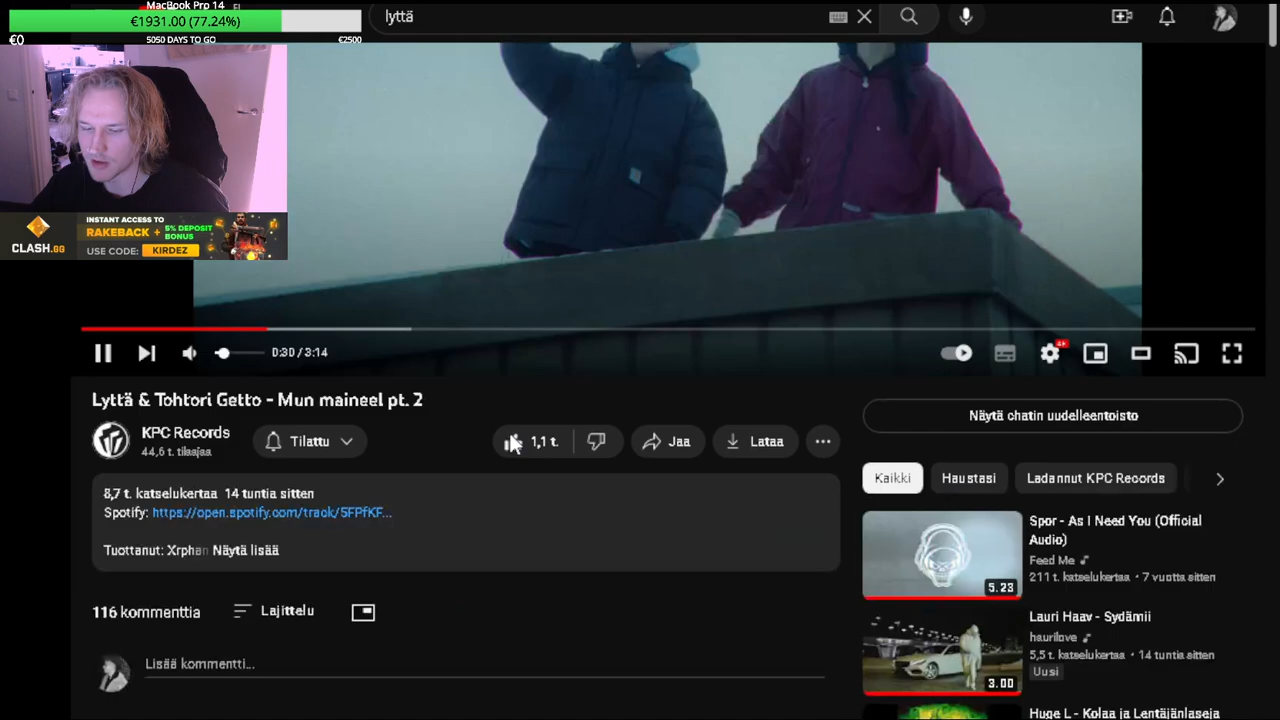 MacBook Pro 14
€1931.00 (77.24%)
€0
5050 DAYS TO GO
€2500
lyttä
INSTANT ACCESS TO
RAKEBACK +
5% DEPOSIT
BONUS
USE CODE:
KIRDEZ
CLASH.GG
0:30 / 3:14
Lyttä & Tohtori Getto - Mun maineel pt. 2
KPC Records
44,6 t. tilaajaa
Tilattu
1,1 t.
Jaa
Lataa
8,7 t. katselukertaa 14 tuntia sitten
Spotify: https://open.spotify.com/track/5FPfKF...
Tuottanut: Xrphan Näytä lisää
116 kommenttia
Lajittelu
Lisää kommentti...
Näytä chatin uudelleentoisto
Kaikki
Haustasi
Ladannut KPC Records
Spor - As I Need You (Official
Audio)
Feed Me
211 t. katselukertaa • 7 vuotta sitten
5.23
Lauri Haav - Sydämii
haurilove
5,5 t. katselukertaa • 14 tuntia sitten
Uusi
3.00
Huge L - Kolaa ja Lentäjänlaseja